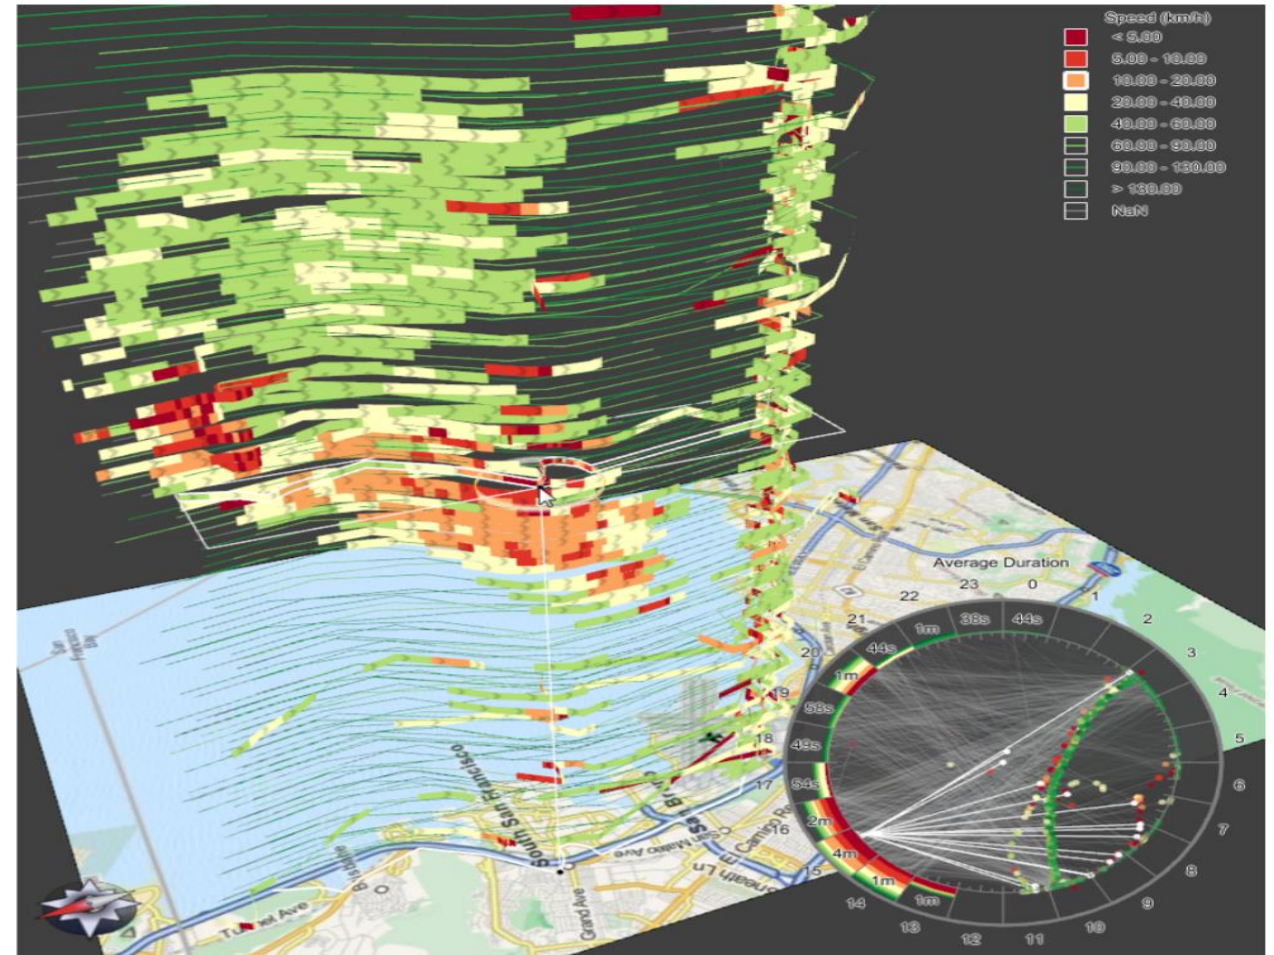 Speed (km/h)
< 5.00
5.00 - 10.00
10.00 - 20.00
20.00 - 40.00
40.00 - 60.00
60.00 - 90.00
90.00 - 130.00
> 130.00
NaN
Average Duration
23 0
22 1
21 2
20 3
19 4
18 5
17 6
16 7
15 8
14 9
13 10
12 11
1m 38s 44s
44s
1m
58s
49s
54s
2m
4m
1m
1m
South San Francisco
San Mateo Ave
El Camino
Brisbane
Grand Ave